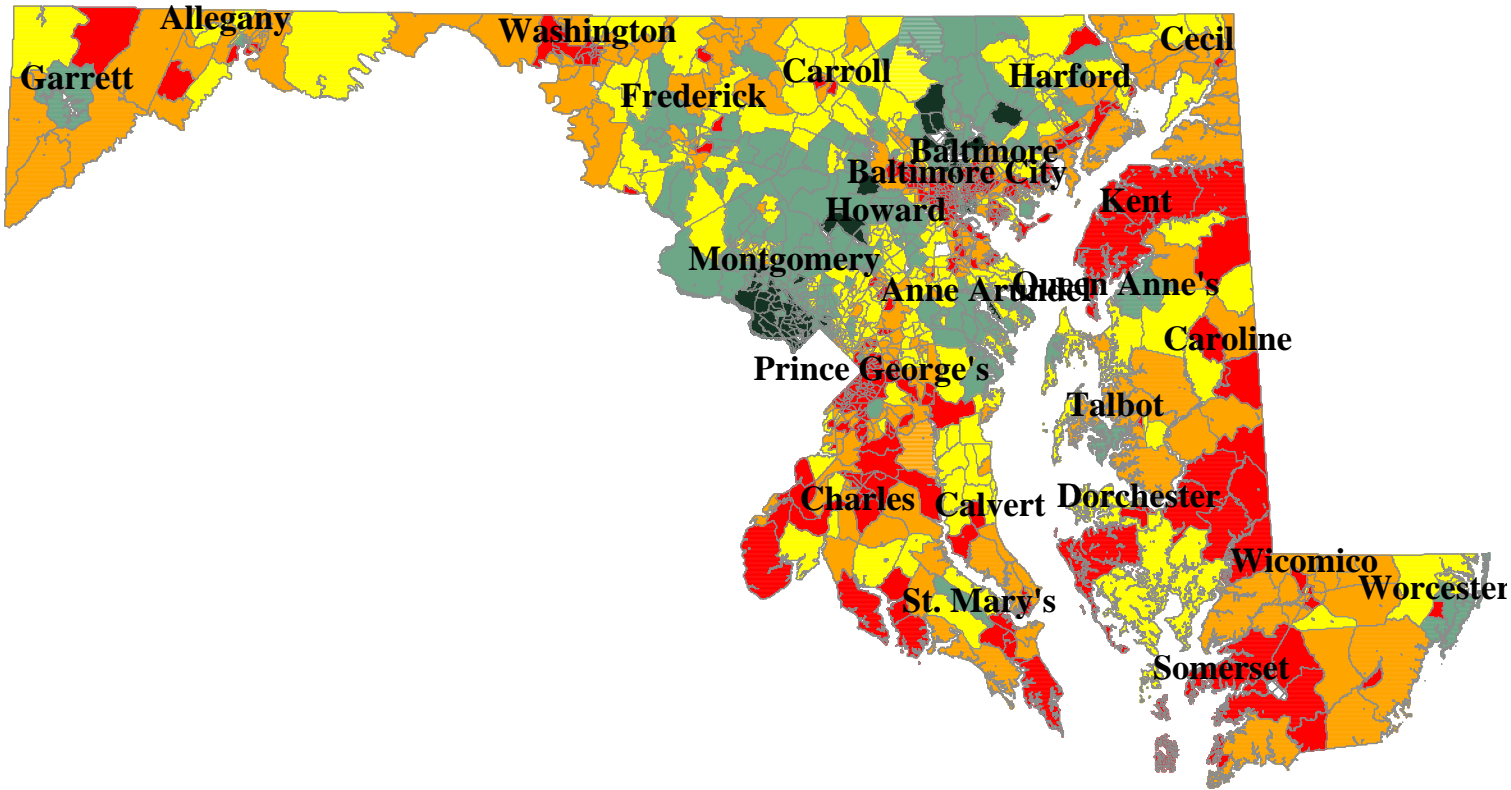 Allegany
Washington
Cecil
Garrett
Carroll
Harford
Frederick
Baltimore
Baltimore City
Kent
Howard
Montgomery
Anne Arundel
Queen Anne's
Caroline
Prince George's
Talbot
Charles
Calvert
Dorchester
Wicomico
Worcester
St. Mary's
Somerset